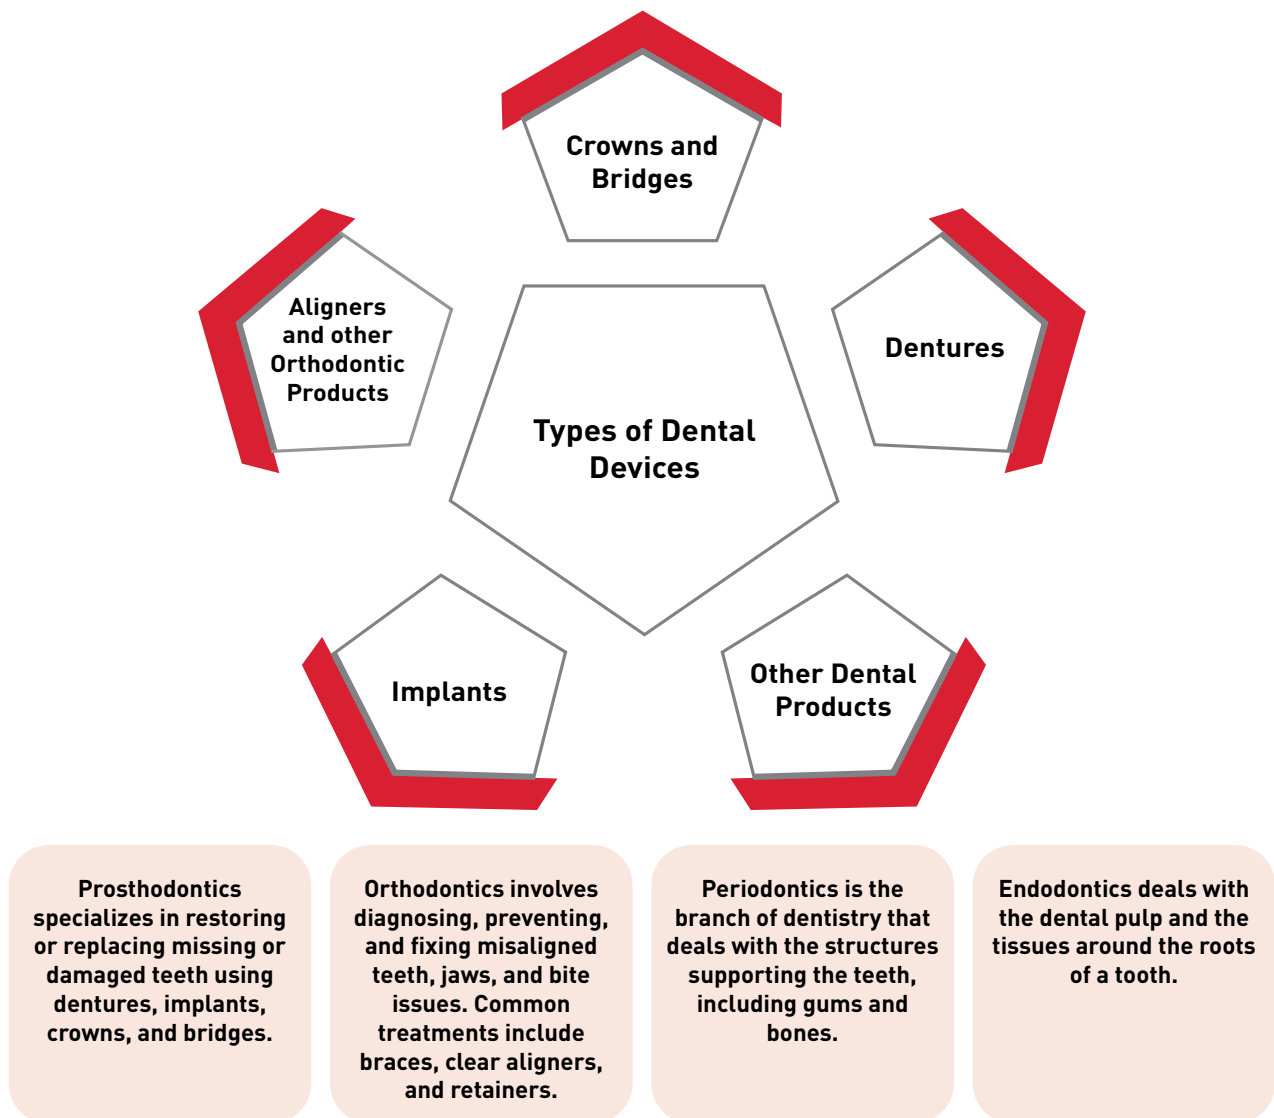 Crowns and
Bridges
Aligners
and other
Orthodontic
Products
Dentures
Types of Dental
Devices
Implants
Other Dental
Products
Prosthodontics
specializes in restoring
or replacing missing or
damaged teeth using
dentures, implants,
crowns, and bridges.
Orthodontics involves
diagnosing, preventing,
and fixing misaligned
teeth, jaws, and bite
issues. Common
treatments include
braces, clear aligners,
and retainers.
Periodontics is the
branch of dentistry that
deals with the structures
supporting the teeth,
including gums and
bones.
Endodontics deals with
the dental pulp and the
tissues around the roots
of a tooth.